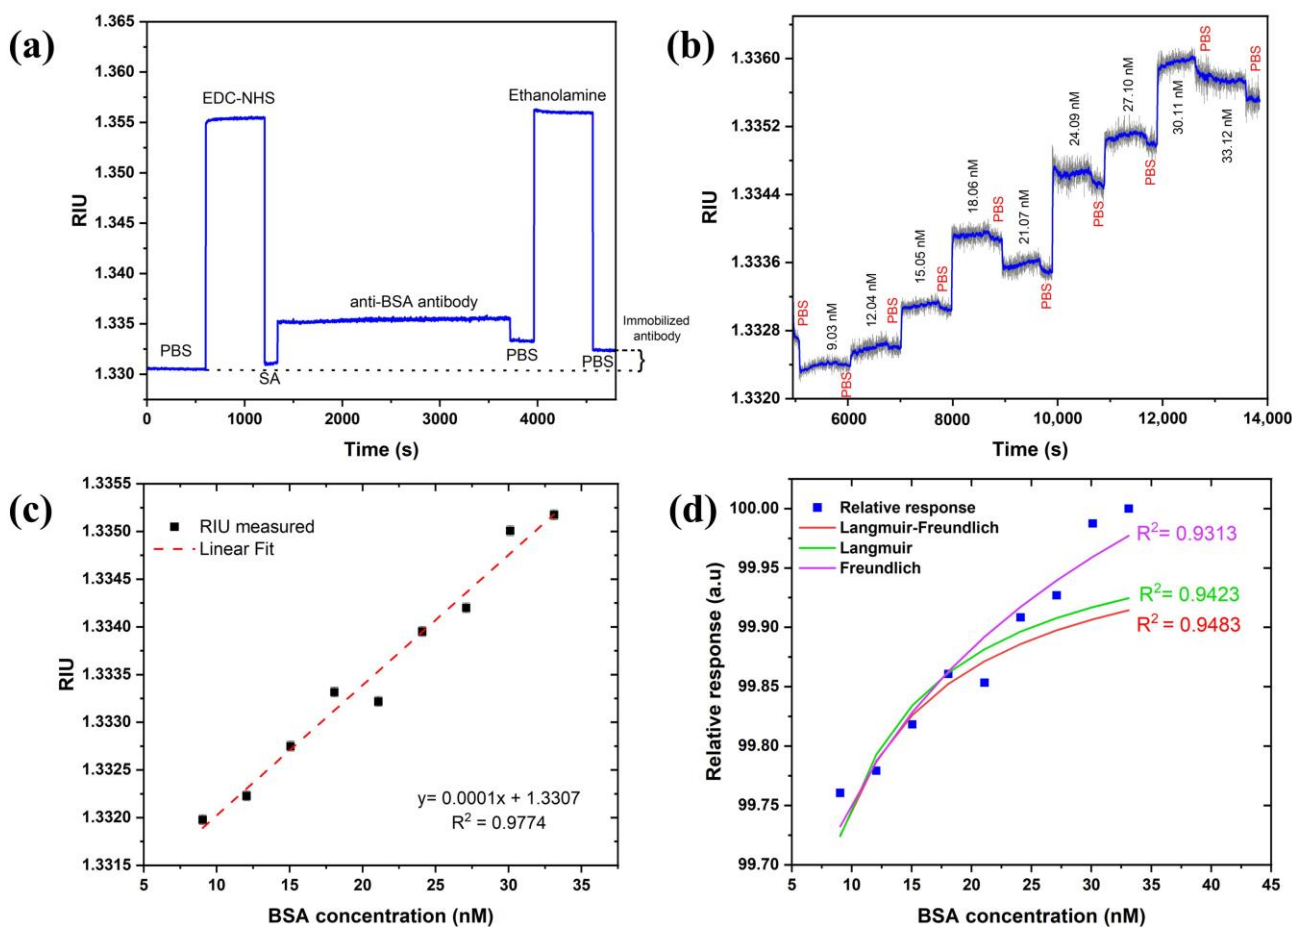 (a)
1.365
1.360
1.355
1.350
1.345
1.340
1.335
1.330
RIU
EDC-NHS
Ethanolamine
anti-BSA antibody
Immobilized
antibody
PBS
SA
PBS
PBS
0
1000
2000
3000
4000
Time (s)
(b)
1.3360
1.3352
1.3344
1.3336
1.3328
1.3320
RIU
PBS
9.03 nM
PBS
12.04 nM
PBS
15.05 nM
PBS
18.06 nM
PBS
21.07 nM
PBS
24.09 nM
PBS
27.10 nM
PBS
30.11 nM
PBS
33.12 nM
PBS
6000
8000
10,000
12,000
14,000
Time (s)
(c)
1.3355
1.3350
1.3345
1.3340
1.3335
1.3330
1.3325
1.3320
1.3315
RIU
RIU measured
Linear Fit
y= 0.0001x + 1.3307
R² = 0.9774
5
10
15
20
25
30
35
BSA concentration (nM)
(d)
100.00
99.95
99.90
99.85
99.80
99.75
99.70
Relative response (a.u)
Relative response
Langmuir-Freundlich
Langmuir
Freundlich
R²= 0.9313
R²= 0.9423
R² = 0.9483
5
10
15
20
25
30
35
40
45
BSA concentration (nM)